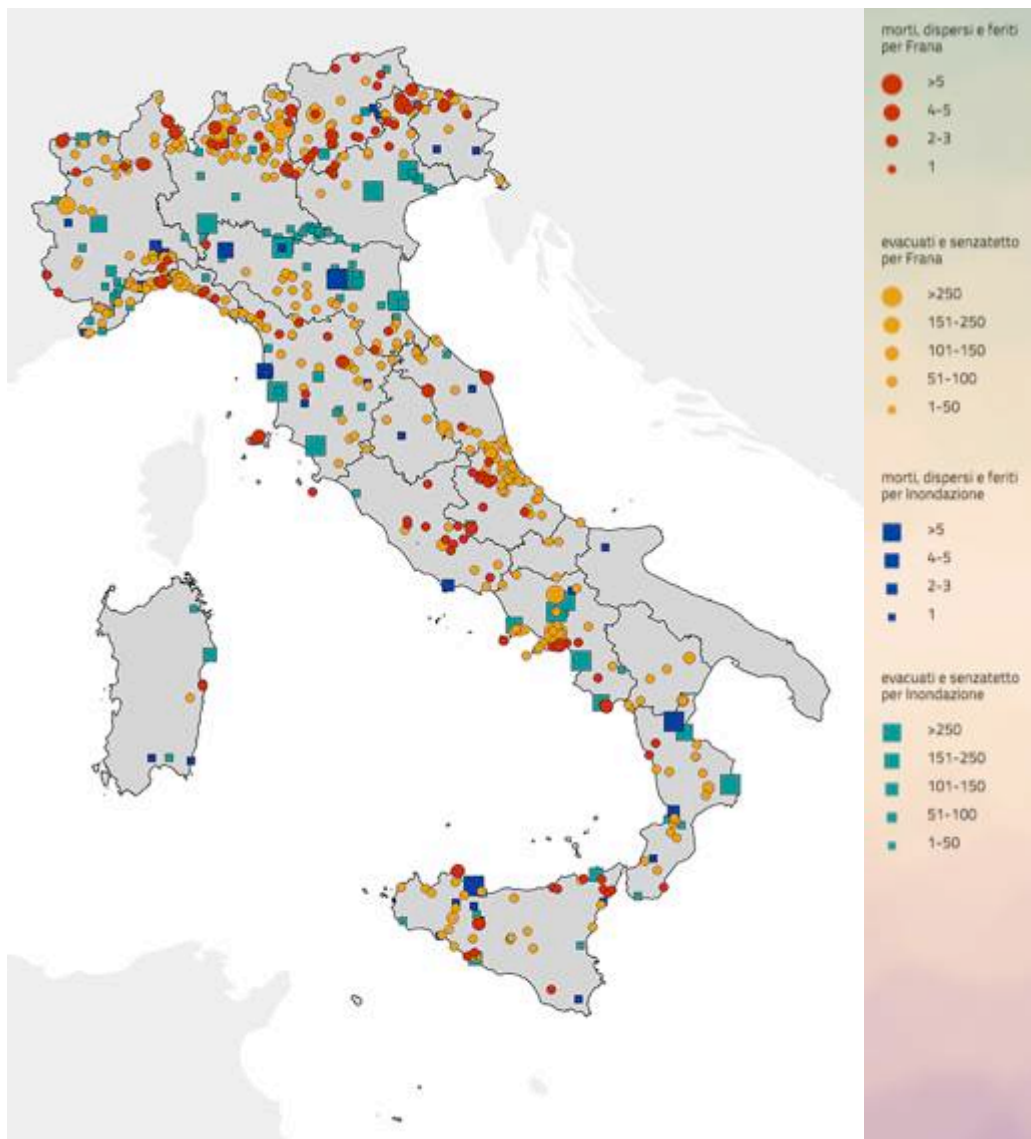 morti, dispersi e feriti
per Frana
>5
4-5
2-3
1
evacuati e senzatetto
per Frana
>250
151-250
101-150
51-100
1-50
morti, dispersi e feriti
per Inondazione
>5
4-5
2-3
1
evacuati e senzatetto
per Inondazione
>250
151-250
101-150
51-100
1-50